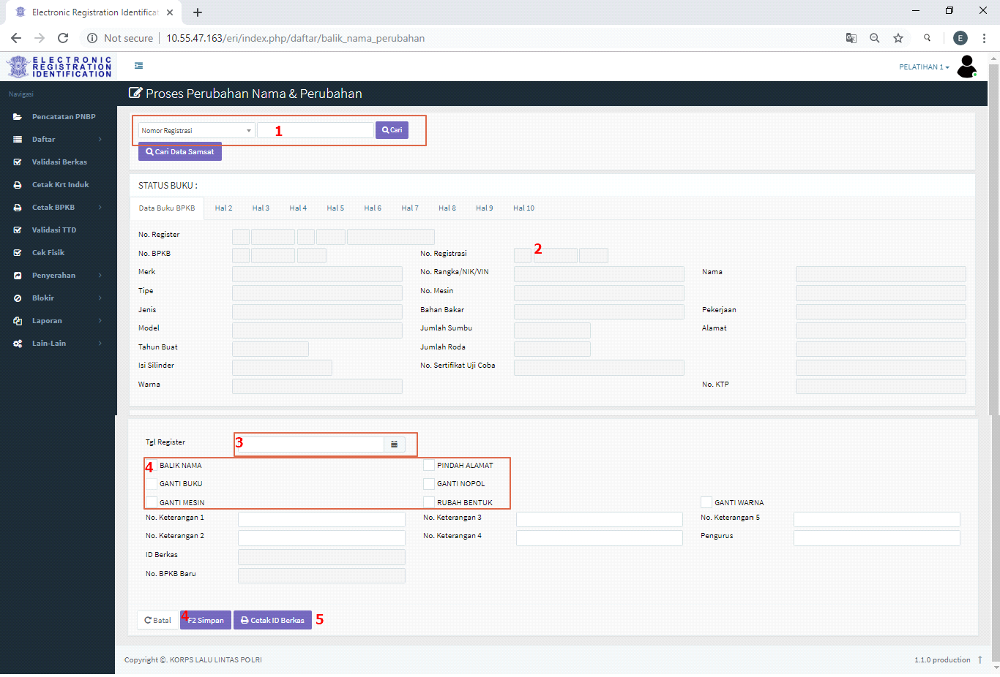 Electronic Registration Identificat
Not secure | 10.55.47.163/eri/index.php/daftar/balik_nama_perubahan
E
ELECTRONIC
REGISTRATION
IDENTIFICATION
PELATIHAN 1
Navigasi
Proses Perubahan Nama & Perubahan
Pencatatan PNBP
Daftar
Validasi Berkas
Cetak Krt Induk
Cetak BPKB
Validasi TTD
Cek Fisik
Penyerahan
Blokir
Laporan
Lain-Lain
Nomor Registrasi 1 Cari
Cari Data Samsat
STATUS BUKU :
Data Buku BPKB Hal 2 Hal 3 Hal 4 Hal 5 Hal 6 Hal 7 Hal 8 Hal 9 Hal 10
No. Register
No. BPKB No. Registrasi 2
Merk No. Rangka/NIK/VIN Nama
Tipe No. Mesin
Jenis Bahan Bakar Pekerjaan
Model Jumlah Sumbu Alamat
Tahun Buat Jumlah Roda
Isi Silinder No. Sertifikat Uji Coba
Warna No. KTP
Tgl Register 3
4 BALIK NAMA PINDAH ALAMAT
GANTI BUKU GANTI NOPOL
GANTI MESIN RUBAH BENTUK GANTI WARNA
No. Keterangan 1 No. Keterangan 3 No. Keterangan 5
No. Keterangan 2 No. Keterangan 4 Pengurus
ID Berkas
No. BPKB Baru
Batal 4 F2 Simpan Cetak ID Berkas 5
Copyright ©. KORPS LALU LINTAS POLRI 1.1.0 production